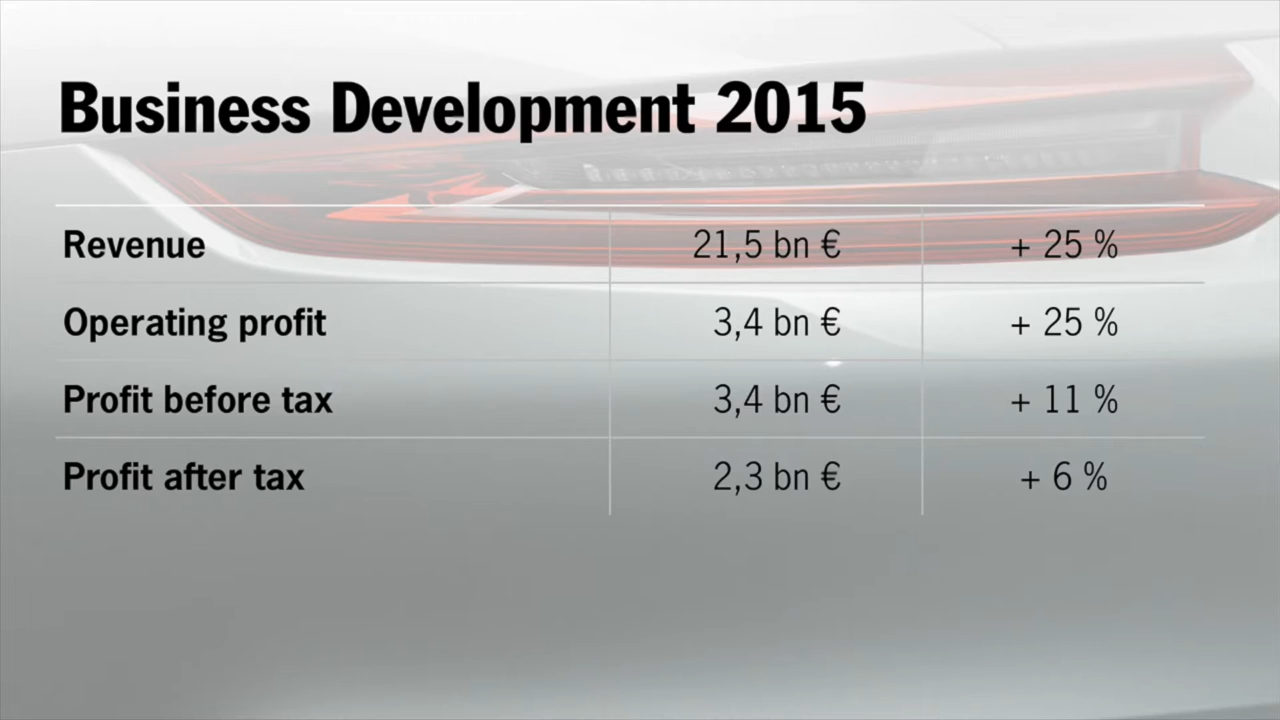 Business Development 2015
Revenue 21,5 bn € + 25 %
Operating profit 3,4 bn € + 25 %
Profit before tax 3,4 bn € + 11 %
Profit after tax 2,3 bn € + 6 %